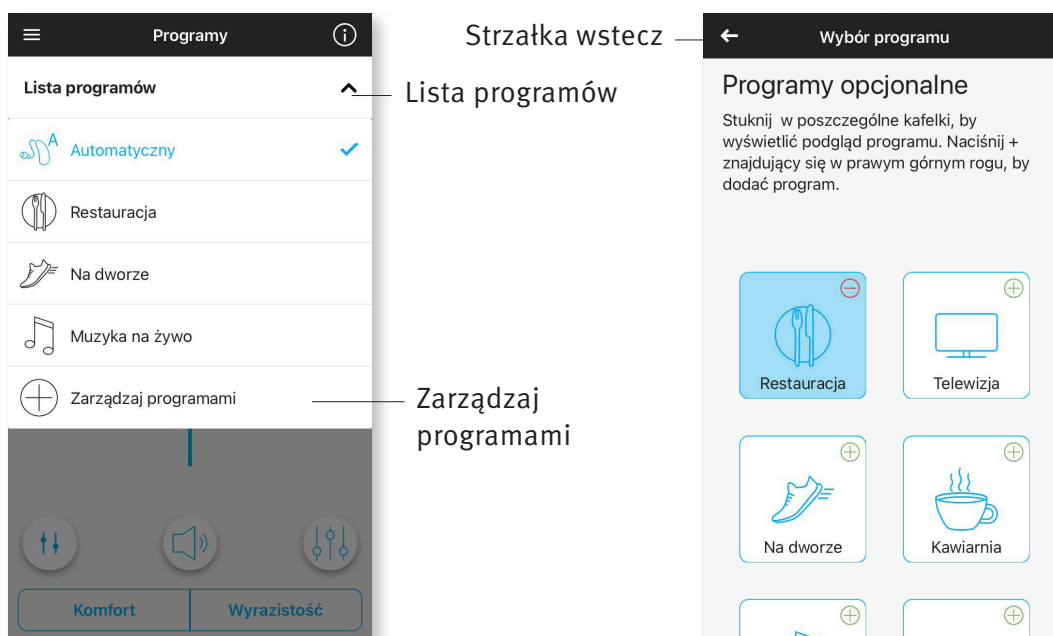 Programy
Lista programów
A
Automatyczny
Restauracja
Na dworze
Muzyka na żywo
Zarządzaj programami
Komfort
Wyrazistość
Lista programów
Zarządzaj
programami
Strzałka wstecz
Wybór programu
Programy opcjonalne
Stuknij w poszczególne kafelki, by
wyświetlić podgląd programu. Naciśnij +
znajdujący się w prawym górnym rogu, by
dodać program.
Restauracja
Telewizja
Na dworze
Kawiarnia